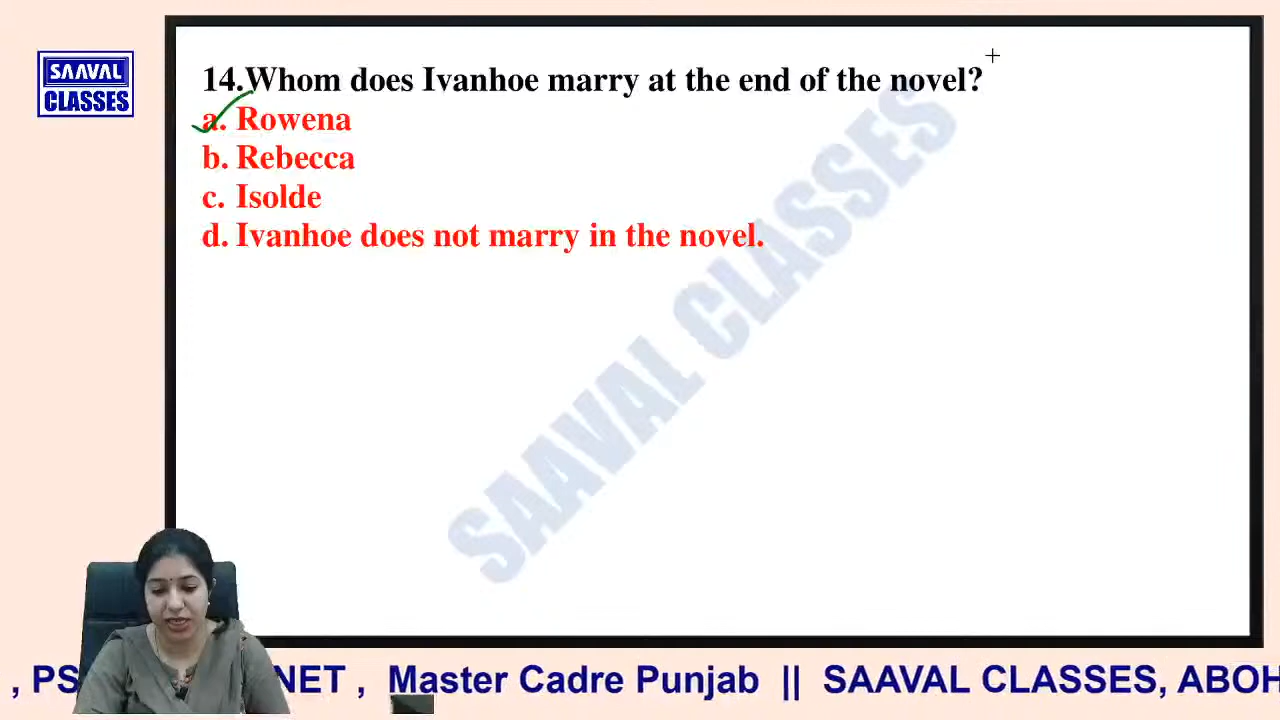 SAAVAL
CLASSES
14.Whom does Ivanhoe marry at the end of the novel?
a. Rowena
b. Rebecca
c. Isolde
d. Ivanhoe does not marry in the novel.
SAAVAL CLASSES
, PS NET , Master Cadre Punjab || SAAVAL CLASSES, ABOH